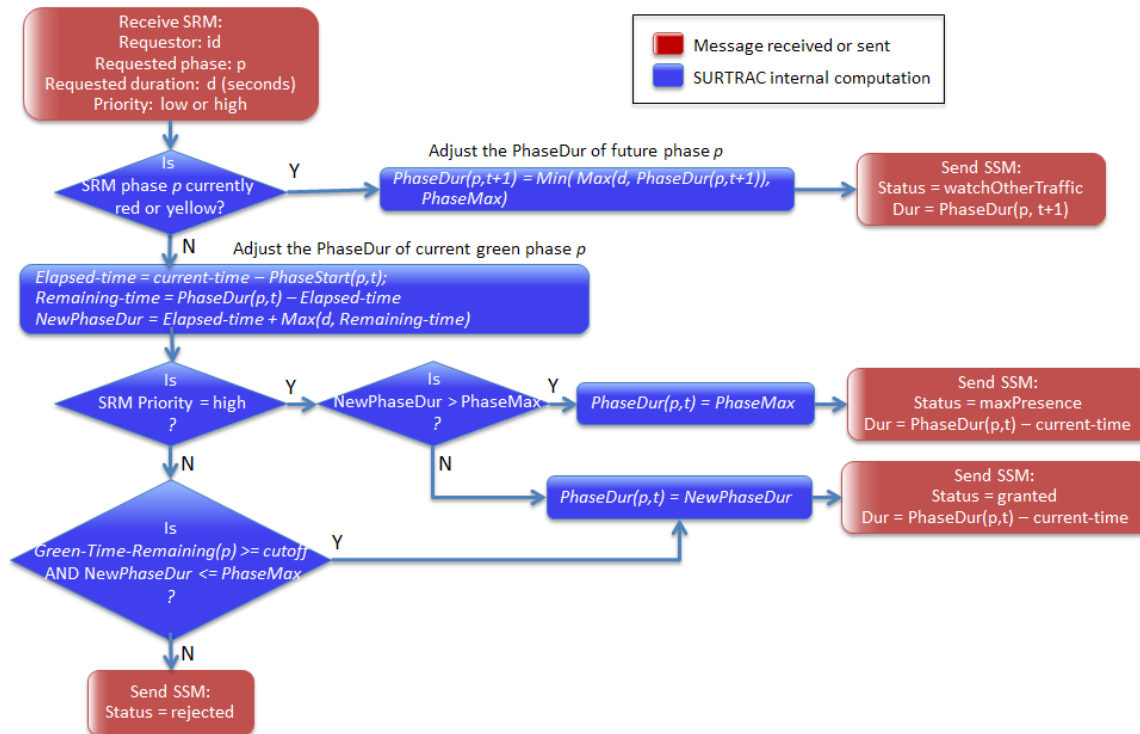 Receive SRM:
Requestor: id
Requested phase: p
Requested duration: d (seconds)
Priority: low or high
Message received or sent
SURTRAC internal computation
Is
SRM phase p currently
red or yellow?
Y
Adjust the PhaseDur of future phase p
PhaseDur(p,t+1) = Min( Max(d, PhaseDur(p,t+1)),
PhaseMax)
Send SSM:
Status = watchOtherTraffic
Dur = PhaseDur(p, t+1)
N
Adjust the PhaseDur of current green phase p
Elapsed-time = current-time – PhaseStart(p,t);
Remaining-time = PhaseDur(p,t) – Elapsed-time
NewPhaseDur = Elapsed-time + Max(d, Remaining-time)
Is
SRM Priority = high
?
Y
Is
NewPhaseDur > PhaseMax
?
Y
PhaseDur(p,t) = PhaseMax
Send SSM:
Status = maxPresence
Dur = PhaseDur(p,t) – current-time
N
N
PhaseDur(p,t) = NewPhaseDur
Send SSM:
Status = granted
Dur = PhaseDur(p,t) – current-time
Is
Green-Time-Remaining(p) >= cutoff
AND NewPhaseDur <= PhaseMax
?
Y
N
Send SSM:
Status = rejected